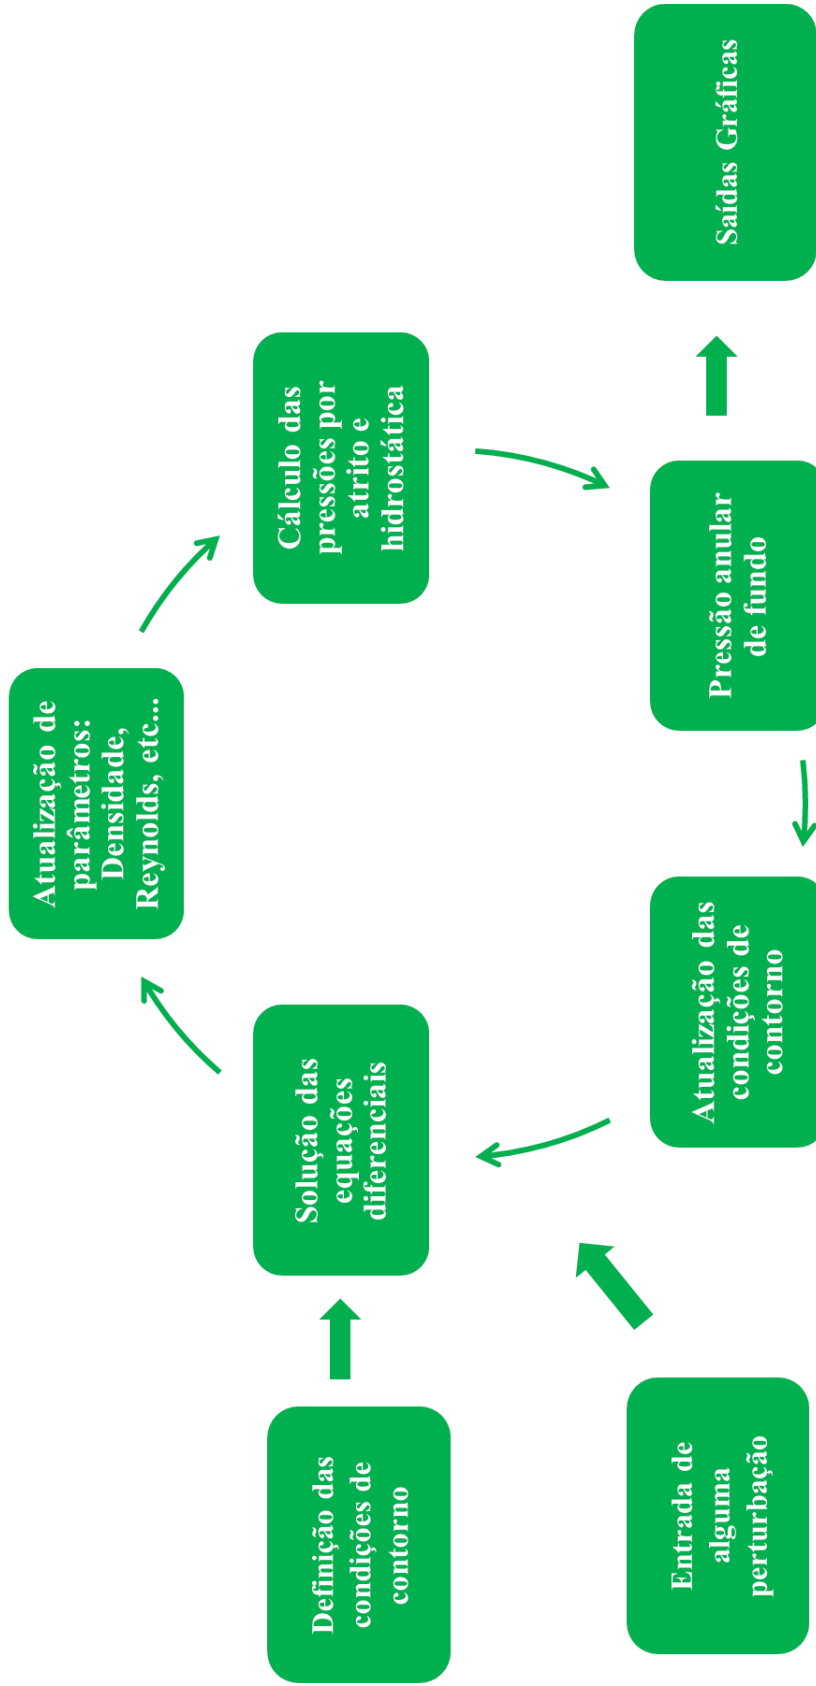 Definição das
condições de
contorno
Solução das
equações
diferenciais
Atualização de
parâmetros:
Densidade,
Reynolds, etc...
Cálculo das
pressões por
atrito e
hidrostática
Pressão anular
de fundo
Atualização das
condições de
contorno
Entrada de
alguma
perturbação
Saídas Gráficas